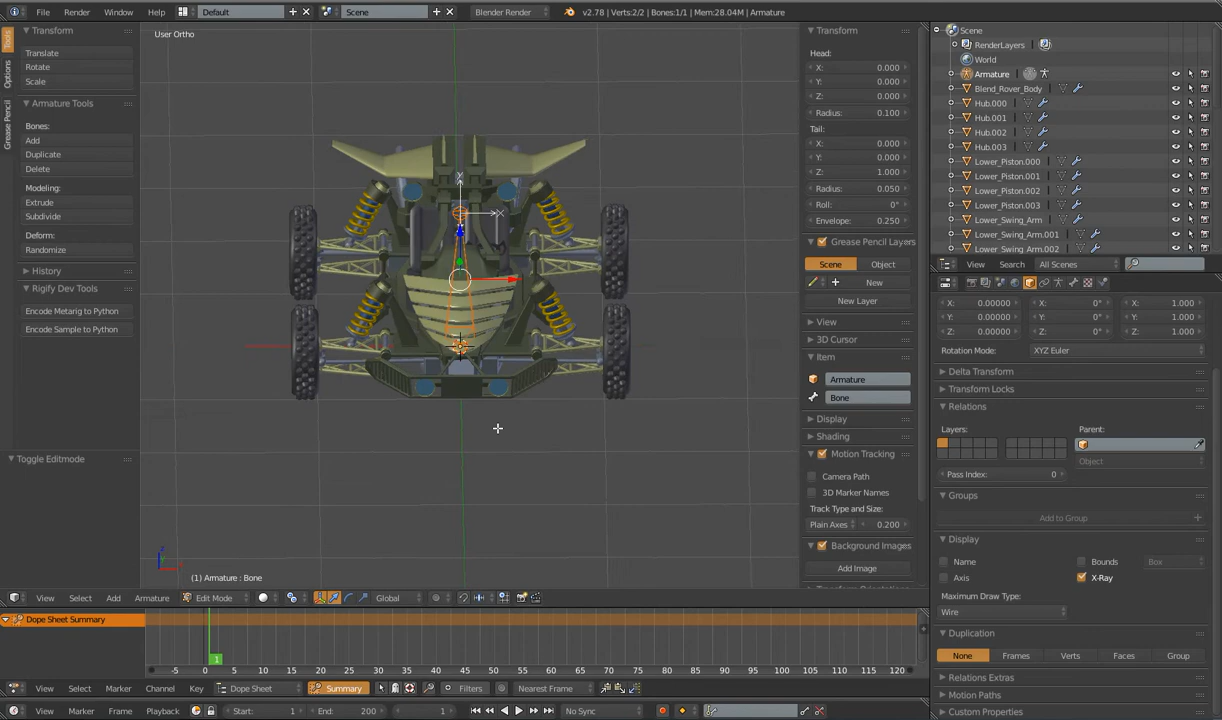 File Render Window Help Default Scene Blender Render v2.78 | Verts:2/2 | Bones:1/1 | Mem:28.04M | Armature
Tools
Options
Grease Pencil
Transform
Translate
Rotate
Scale
Armature Tools
Bones:
Add
Duplicate
Delete
Modeling:
Extrude
Subdivide
Deform:
Randomize
History
Rigify Dev Tools
Encode Metarig to Python
Encode Sample to Python
Toggle Editmode
User Ortho
(1) Armature : Bone
Transform
Head:
X: 0.000
Y: 0.000
Z: 0.000
Radius: 0.100
Tail:
X: 0.000
Y: 0.000
Z: 1.000
Radius: 0.050
Roll: 0°
Envelope: 0.250
Grease Pencil Layers
Scene Object
New
New Layer
View
3D Cursor
Item
Armature
Bone
Display
Shading
Motion Tracking
Camera Path
3D Marker Names
Track Type and Size:
Plain Axes 0.200
Background Images
Add Image
Scene
RenderLayers
World
Armature
Blend_Rover_Body
Hub.000
Hub.001
Hub.002
Hub.003
Lower_Piston.000
Lower_Piston.001
Lower_Piston.002
Lower_Piston.003
Lower_Swing_Arm
Lower_Swing_Arm.001
Lower_Swing_Arm.002
View Search All Scenes
X: 0.00000 X: 0° X: 1.000
Y: 0.00000 Y: 0° Y: 1.000
Z: 0.00000 Z: 0° Z: 1.000
Rotation Mode: XYZ Euler
Delta Transform
Transform Locks
Relations
Layers: Parent:
Object
Pass Index: 0
Groups
Add to Group
Display
Name Bounds Box
Axis X-Ray
Maximum Draw Type:
Wire
Duplication
None Frames Verts Faces Group
Relations Extras
Motion Paths
Custom Properties
View Select Add Armature Edit Mode Global
Dope Sheet Summary
1
-5 0 5 10 15 20 25 30 35 40 45 50 55 60 65 70 75 80 85 90 95 100 105 110 115 120
View Select Marker Channel Key Dope Sheet Summary Filters Nearest Frame
View Marker Frame Playback Start: 1 End: 200 1 No Sync